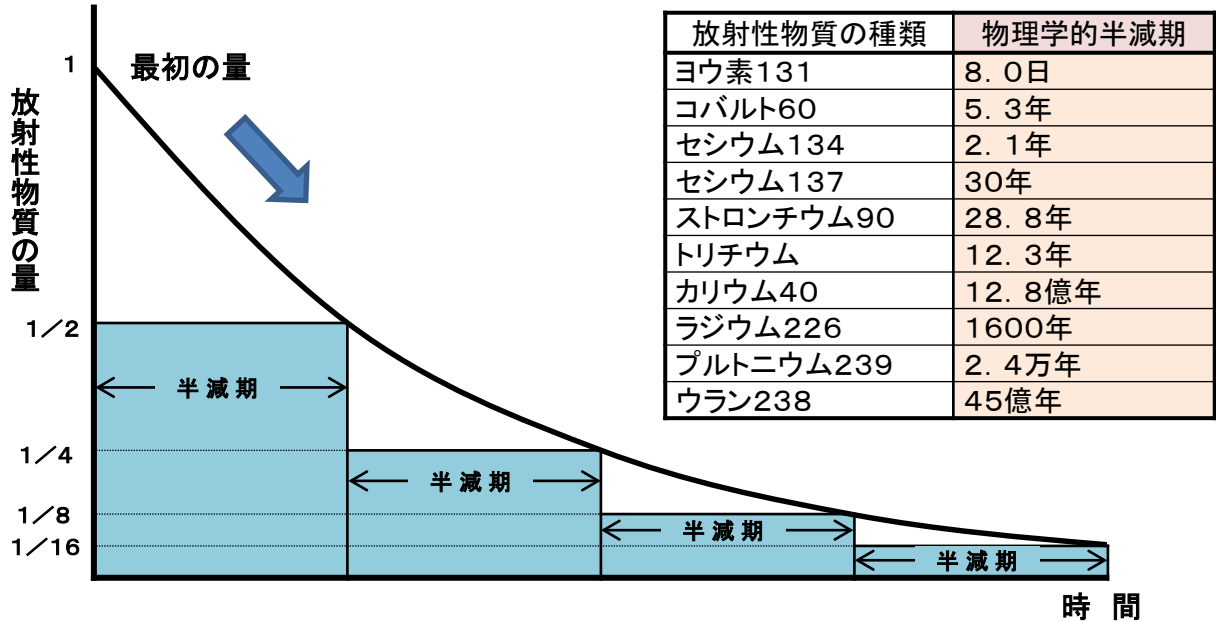 放射性物質の種類 物理学的半減期
ヨウ素131 8.0日
コバルト60 5.3年
セシウム134 2.1年
セシウム137 30年
ストロンチウム90 28.8年
トリチウム 12.3年
カリウム40 12.8億年
ラジウム226 1600年
プルトニウム239 2.4万年
ウラン238 45億年
放射性物質の量
1
最初の量
1/2
半減期
1/4
半減期
1/8
半減期
1/16
半減期
時間